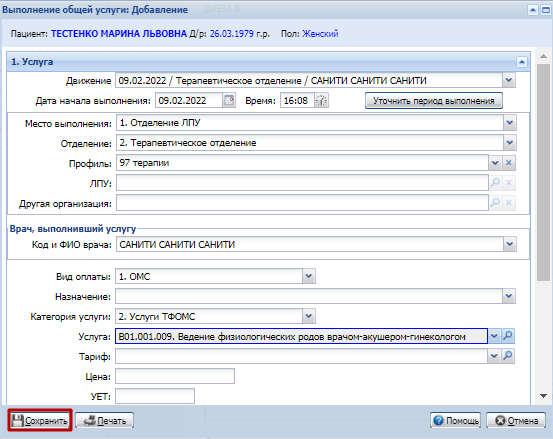 Выполнение общей услуги: Добавление
Пациент: ТЕСТЕНКО МАРИНА ЛЬВОВНА Д/р: 26.03.1979 г.р. Пол: Женский
1. Услуга
Движение 09.02.2022 / Терапевтическое отделение / САНИТИ САНИТИ САНИТИ
Дата начала выполнения: 09.02.2022 Время: 16:08 Уточнить период выполнения
Место выполнения: 1. Отделение ЛПУ
Отделение: 2. Терапевтическое отделение
Профиль: 97 терапии
ЛПУ:
Другая организация:
Врач, выполнивший услугу
Код и ФИО врача: САНИТИ САНИТИ САНИТИ
Вид оплаты: 1. ОМС
Назначение:
Категория услуги: 2. Услуги ТФОМС
Услуга: B01.001.009. Ведение физиологических родов врачом-акушером-гинекологом
Тариф:
Цена:
УЕТ:
Сохранить Печать Помощь Отмена